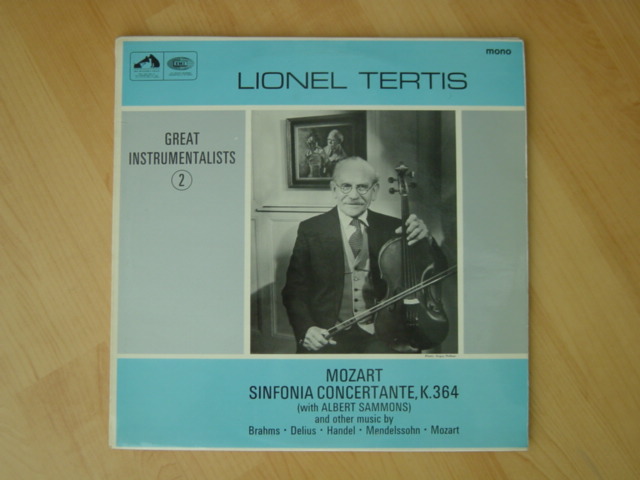 mono
LIONEL TERTIS
GREAT
INSTRUMENTALISTS
2
MOZART
SINFONIA CONCERTANTE, K.364
(with ALBERT SAMMONS)
and other music by
Brahms · Delius · Handel · Mendelssohn · Mozart